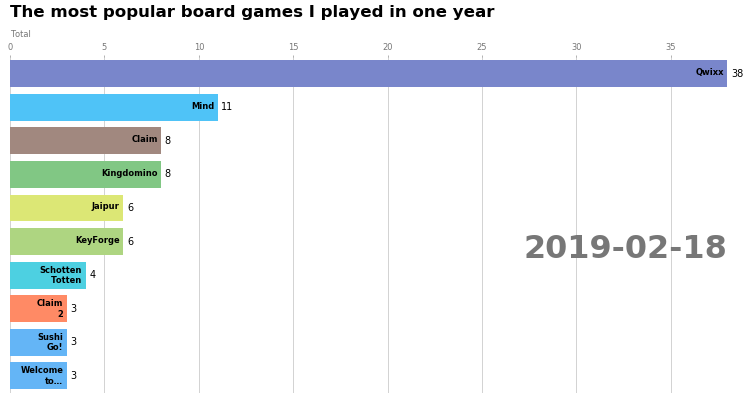 The most popular board games I played in one year
Total
0 5 10 15 20 25 30 35
Qwixx 38
Mind 11
Claim 8
Kingdomino 8
Jaipur 6
KeyForge 6
2019-02-18
Schotten
Totten 4
Claim
2 3
Sushi
Go! 3
Welcome
to... 3